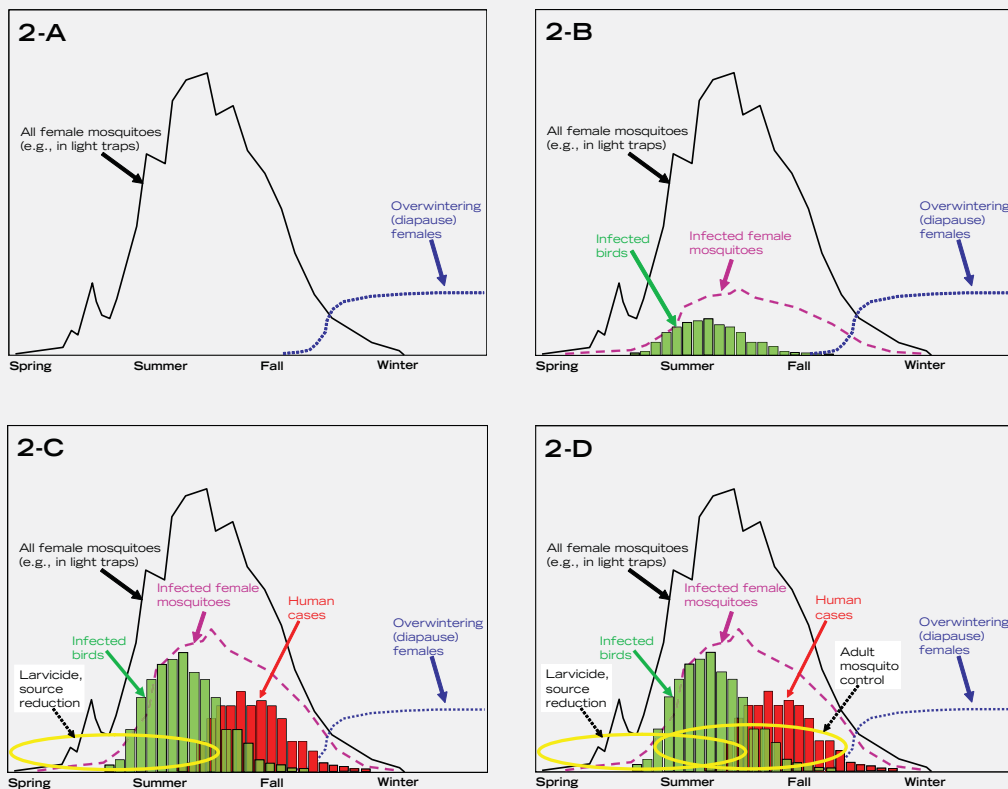 2-A
All female mosquitoes
(e.g., in light traps)
Overwintering
(diapause)
females
Spring Summer Fall Winter
2-B
All female mosquitoes
(e.g., in light traps)
Infected
birds
Infected female
mosquitoes
Overwintering
(diapause)
females
Spring Summer Fall Winter
2-C
All female mosquitoes
(e.g., in light traps)
Infected female
mosquitoes
Human
cases
Infected
birds
Overwintering
(diapause)
females
Larvicide,
source
reduction
Spring Summer Fall Winter
2-D
All female mosquitoes
(e.g., in light traps)
Infected female
mosquitoes
Human
cases
Infected
birds
Overwintering
(diapause)
females
Larvicide,
source
reduction
Adult
mosquito
control
Spring Summer Fall Winter